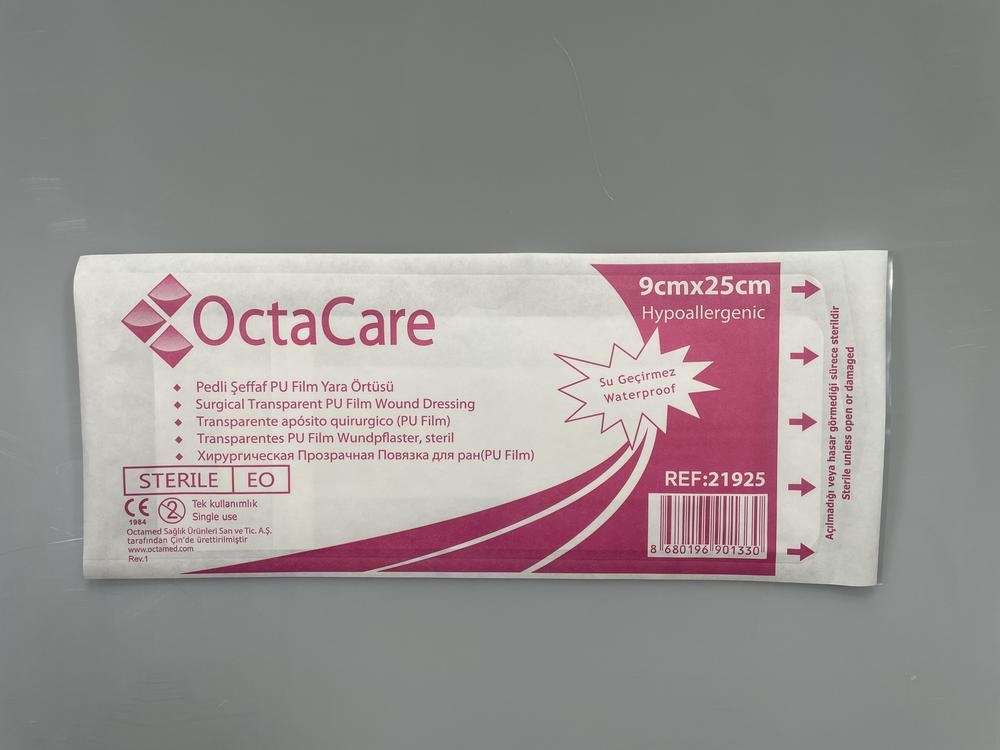 OctaCare
9cmx25cm
Hypoallergenic
Su Geçirmez
Waterproof
Pedli Şeffaf PU Film Yara Örtüsü
Surgical Transparent PU Film Wound Dressing
Transparente apósito quirurgico (PU Film)
Transparentes PU Film Wundpflaster, steril
Хирургическая Прозрачная Повязка для ран(PU Film)
STERILE EO
CE
1984
2
Tek kullanımlık
Single use
Octamed Sağlık Ürünleri San ve Tic. A.Ş.
tarafından Çin'de ürettirilmiştir
www.octamed.com
Rev.1
REF:21925
8 680196 901330
Açılmadığı veya hasar görmediği sürece sterildir
Sterile unless open or damaged